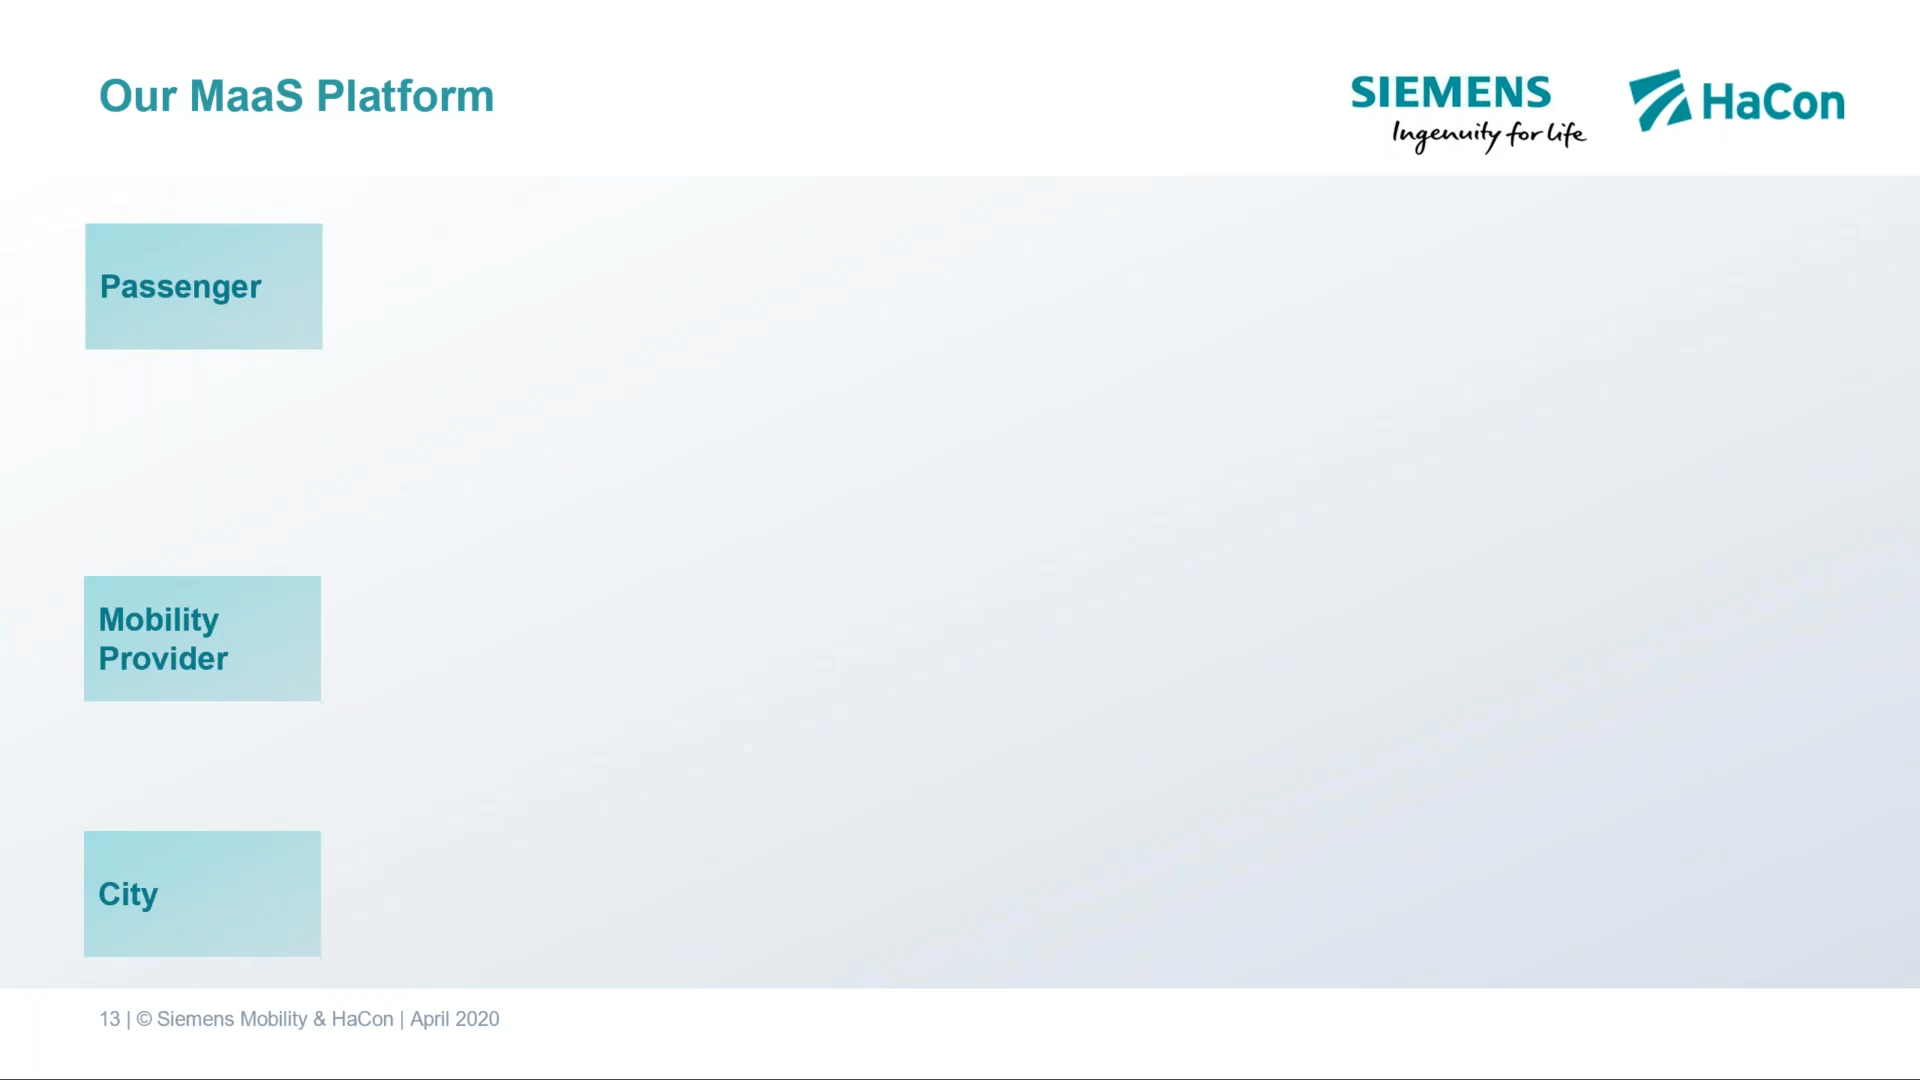 Our MaaS Platform
SIEMENS
Ingenuity for life
HaCon
Passenger
Mobility
Provider
City
13 | © Siemens Mobility & HaCon | April 2020